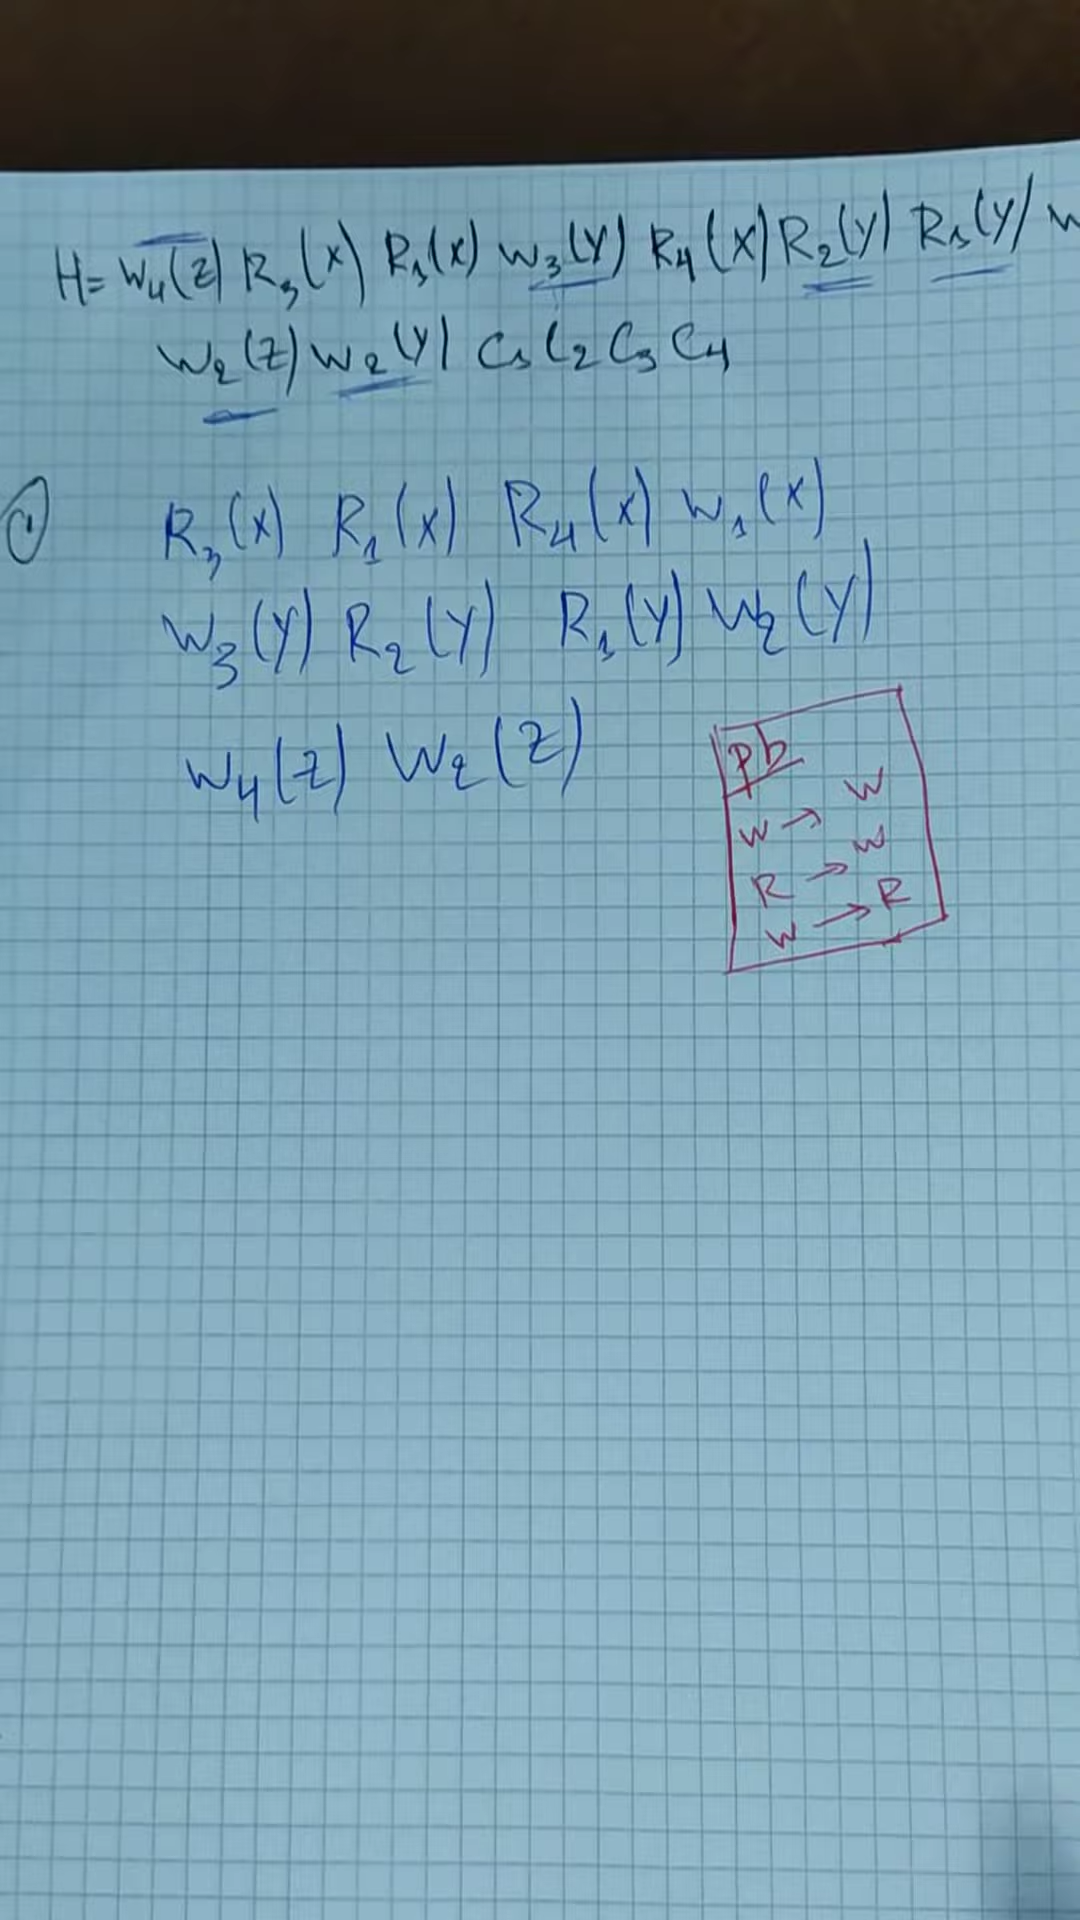 H= W₄(z) R₃(x) R₁(x) W₃(Y) R₄(x) R₂(y) R₁(y)
W₂(z) W₂(y) C₁ C₂ C₃ C₄
① R₃(x) R₁(x) R₄(x) W₁(x)
W₃(Y) R₂(Y) R₁(Y) W₂(Y)
W₄(z) W₂(z)
Pb
W → W
R → W
W → R